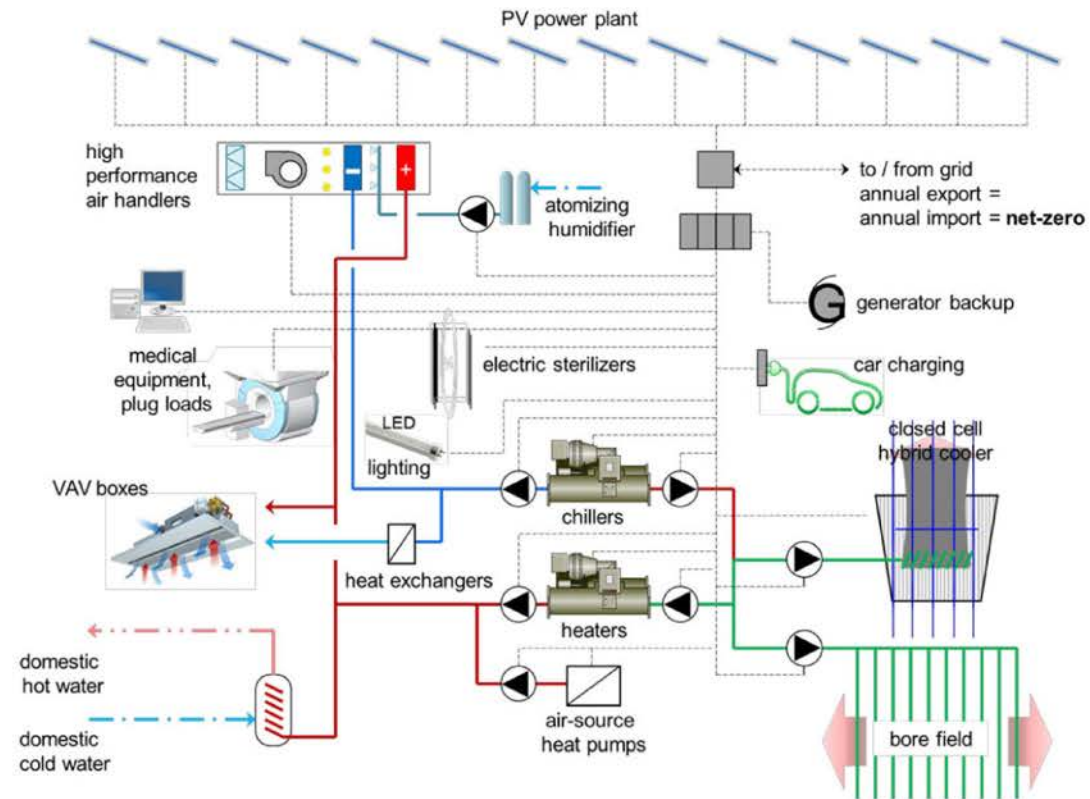 PV power plant
high
performance
air handlers
atomizing
humidifier
to / from grid
annual export =
annual import = net-zero
G
generator backup
medical
equipment,
plug loads
electric sterilizers
car charging
LED
lighting
closed cell
hybrid cooler
VAV boxes
chillers
heat exchangers
heaters
domestic
hot water
air-source
heat pumps
bore field
domestic
cold water